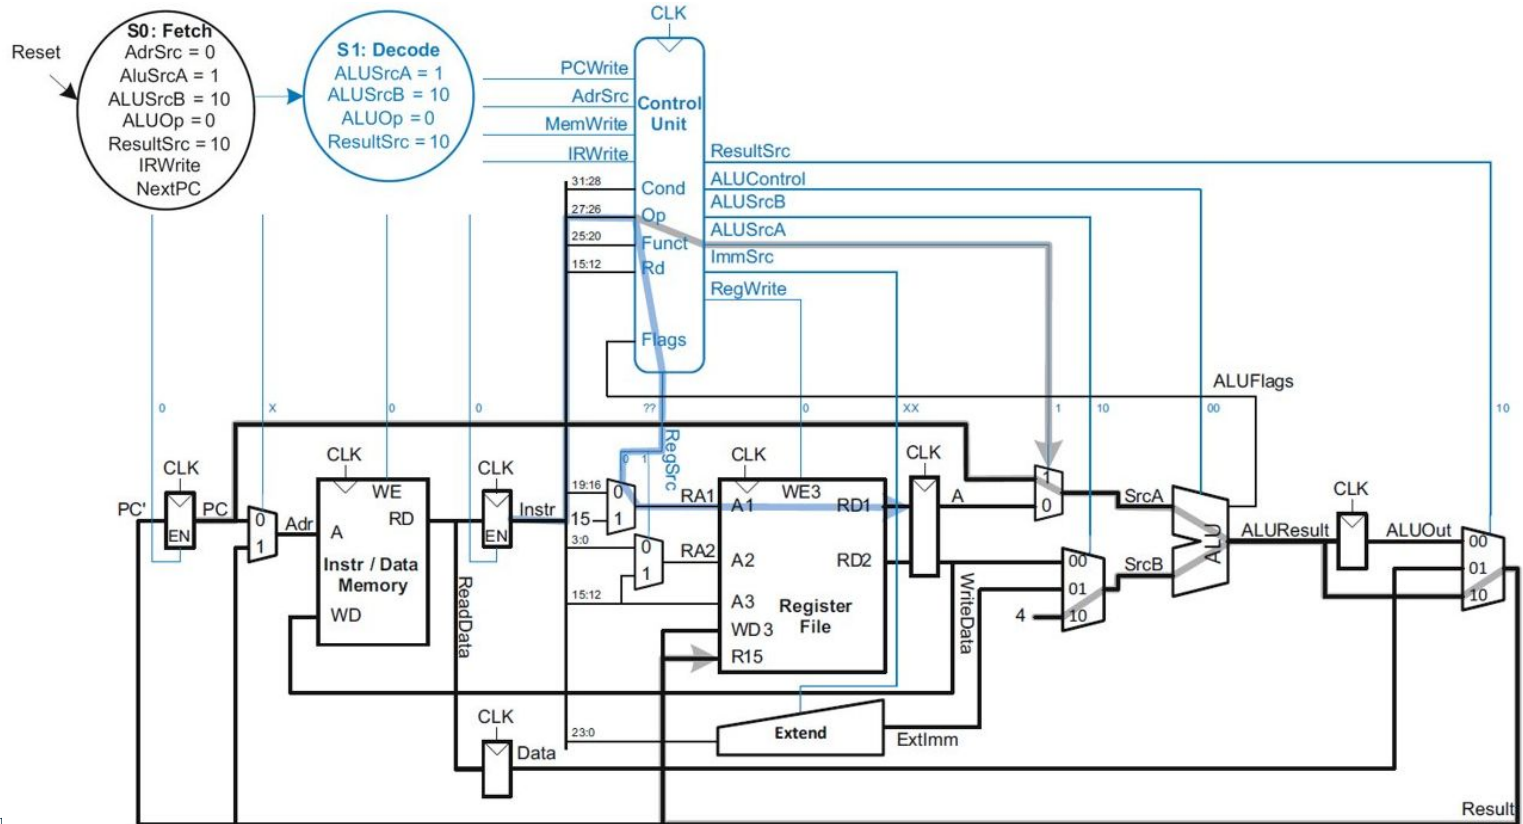 CLK
Reset
S0: Fetch
AdrSrc = 0
AluSrcA = 1
ALUSrcB = 10
ALUOp = 0
ResultSrc = 10
IRWrite
NextPC
S1: Decode
ALUSrcA = 1
ALUSrcB = 10
ALUOp = 0
ResultSrc = 10
PCWrite
AdrSrc
MemWrite
IRWrite
Control
Unit
31:28
Cond
27:26
Op
25:20
Funct
15:12
Rd
Flags
ResultSrc
ALUControl
ALUSrcB
ALUSrcA
ImmSrc
RegWrite
ALUFlags
0
X
0
0
??
0
XX
1
10
00
10
RegSrc
0 1
PC'
CLK
EN
PC
0
1
Adr
CLK
WE
A
RD
Instr / Data
Memory
WD
ReadData
CLK
EN
Instr
19:16
15
3:0
15:12
23:0
0
1
0
1
RA1
RA2
CLK
WE3
A1
RD1
A2
RD2
A3
WD3
R15
Register
File
CLK
A
WriteData
1
0
SrcA
00
01
10
4
SrcB
ALU
ALUResult
CLK
ALUOut
00
01
10
Extend
ExtImm
CLK
Data
Result